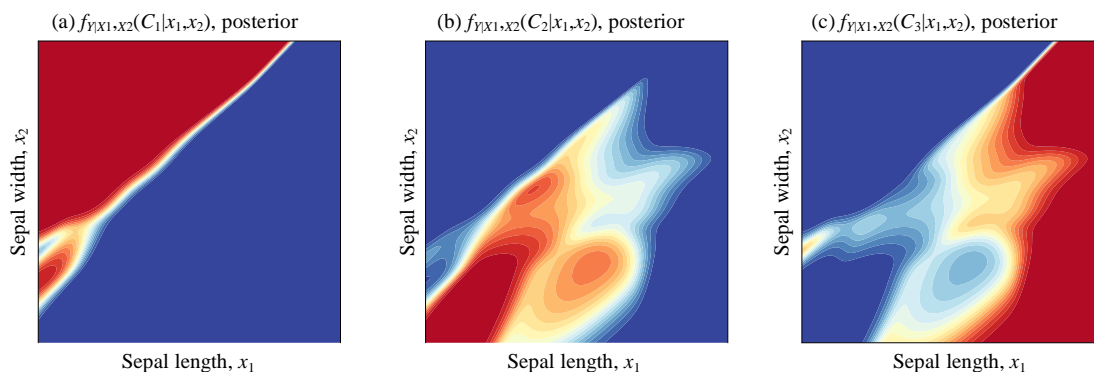 (a) f_{Y|X1,X2}(C_1|x_1,x_2), posterior
(b) f_{Y|X1,X2}(C_2|x_1,x_2), posterior
(c) f_{Y|X1,X2}(C_3|x_1,x_2), posterior
Sepal width, x_2
Sepal width, x_2
Sepal width, x_2
Sepal length, x_1
Sepal length, x_1
Sepal length, x_1